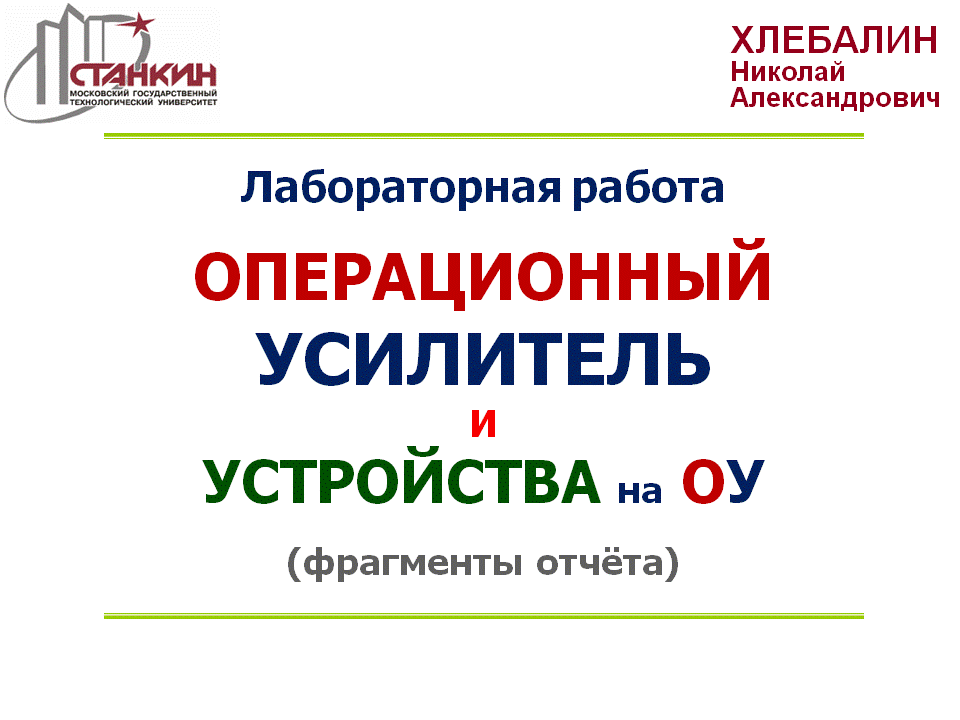 СТАНКИН
МОСКОВСКИЙ ГОСУДАРСТВЕННЫЙ
ТЕХНОЛОГИЧЕСКИЙ УНИВЕРСИТЕТ
ХЛЕБАЛИН
Николай
Александрович
Лабораторная работа
ОПЕРАЦИОННЫЙ
УСИЛИТЕЛЬ
и
УСТРОЙСТВА на ОУ
(фрагменты отчёта)